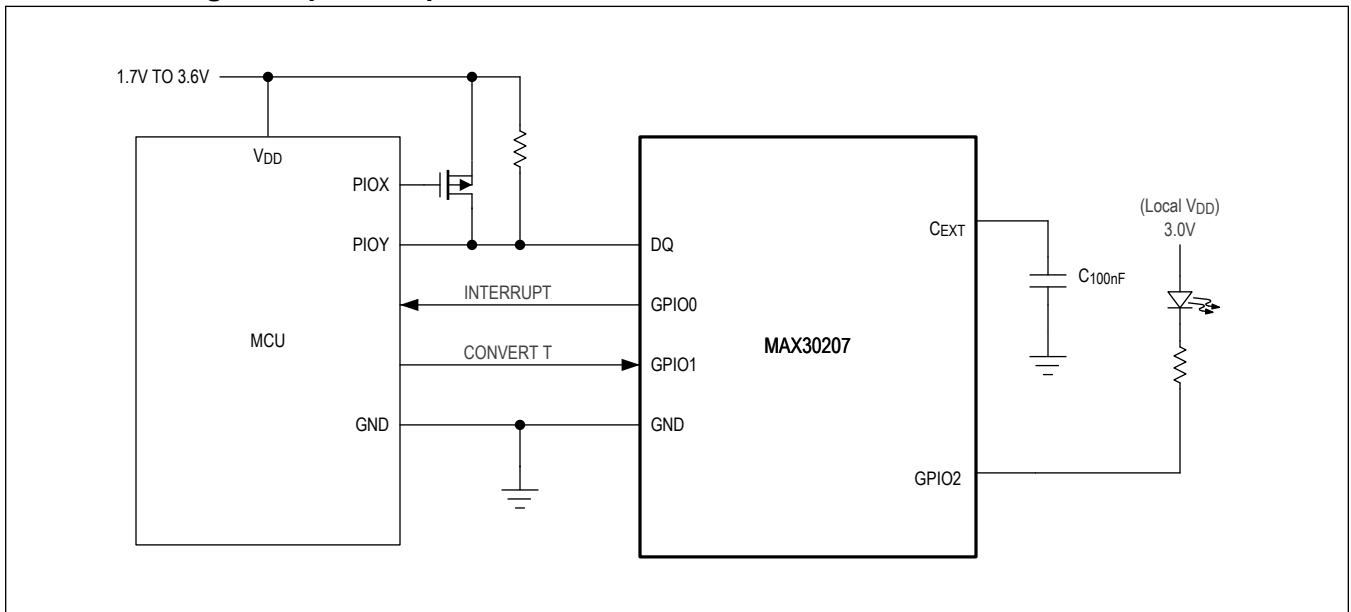 1.7V TO 3.6V
VDD
PIOX
PIOY
MCU
GND
INTERRUPT
CONVERT T
DQ
GPIO0
GPIO1
GND
MAX30207
CEXT
GPIO2
C100nF
(Local VDD)
3.0V